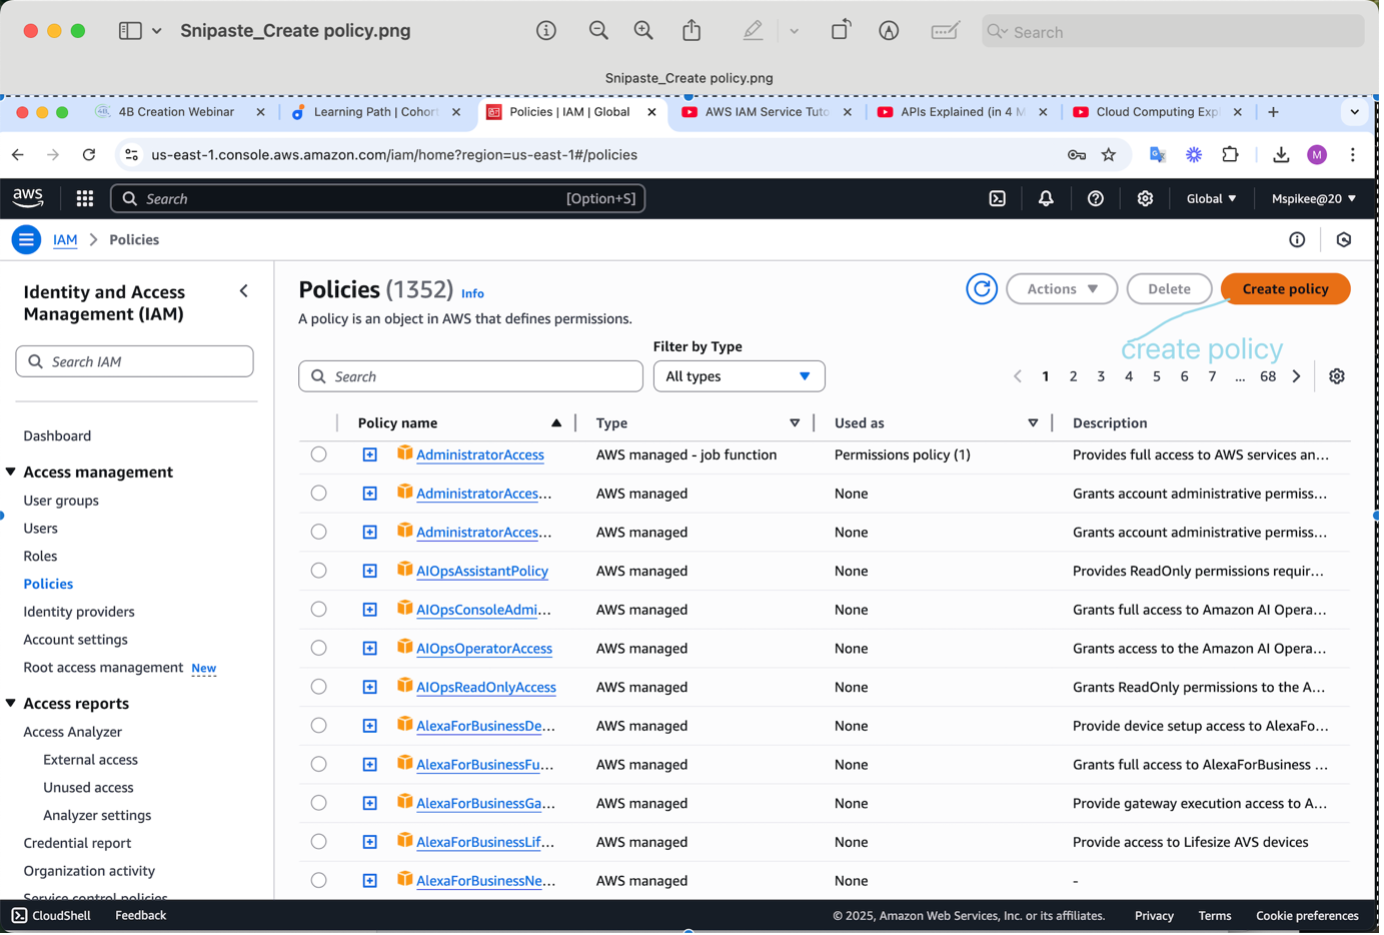 Snipaste_Create policy.png
Search
Snipaste_Create policy.png
4B Creation Webinar
Learning Path | Cohor
Policies | IAM | Global
AWS IAM Service Tuto
APIs Explained (in 4 M
Cloud Computing Exp
us-east-1.console.aws.amazon.com/iam/home?region=us-east-1#/policies
M
aws
Search
[Option+S]
Global
Mspikee@20
IAM
Policies
Identity and Access
Management (IAM)
Search IAM
Dashboard
Access management
User groups
Users
Roles
Policies
Identity providers
Account settings
Root access management New
Access reports
Access Analyzer
External access
Unused access
Analyzer settings
Credential report
Organization activity
Service control policies
Policies (1352) Info
A policy is an object in AWS that defines permissions.
Actions
Delete
Create policy
create policy
Filter by Type
Search
All types
1 2 3 4 5 6 7 ... 68
Policy name Type Used as Description
AdministratorAccess AWS managed - job function Permissions policy (1) Provides full access to AWS services an...
AdministratorAcces... AWS managed None Grants account administrative permiss...
AdministratorAcces... AWS managed None Grants account administrative permiss...
AIOpsAssistantPolicy AWS managed None Provides ReadOnly permissions requir...
AIOpsConsoleAdmi... AWS managed None Grants full access to Amazon AI Opera...
AIOpsOperatorAccess AWS managed None Grants access to the Amazon AI Opera...
AIOpsReadOnlyAccess AWS managed None Grants ReadOnly permissions to the A...
AlexaForBusinessDe... AWS managed None Provide device setup access to AlexaFo...
AlexaForBusinessFu... AWS managed None Grants full access to AlexaForBusiness ...
AlexaForBusinessGa... AWS managed None Provide gateway execution access to A...
AlexaForBusinessLif... AWS managed None Provide access to Lifesize AVS devices
AlexaForBusinessNe... AWS managed None -
CloudShell
Feedback
© 2025, Amazon Web Services, Inc. or its affiliates.
Privacy
Terms
Cookie preferences